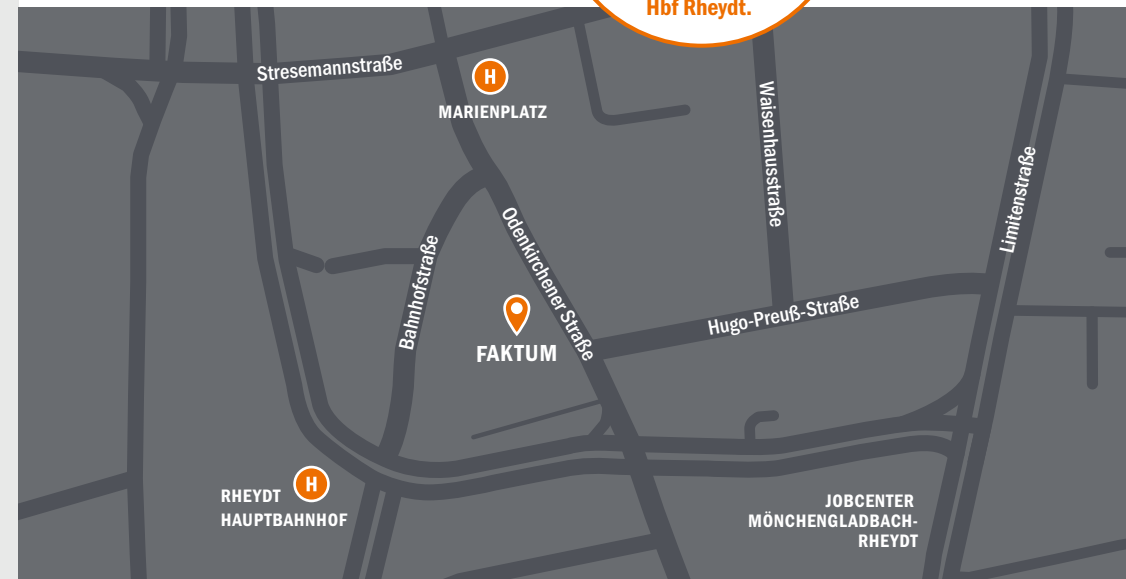 Hbf Rheydt.
Stresemannstraße
H
MARIENPLATZ
Waisenhausstraße
Limitenstraße
Odenkirchener Straße
Bahnhofstraße
Hugo-Preuß-Straße
FAKTUM
H
RHEYDT
HAUPTBAHNHOF
JOBCENTER
MÖNCHENGLADBACH-
RHEYDT